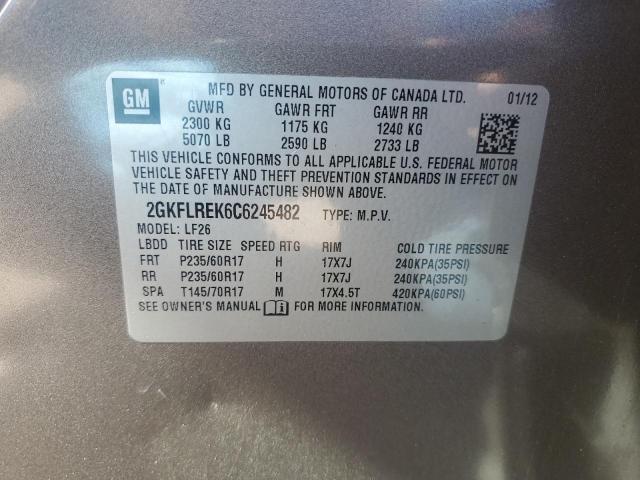 GM
MFD BY GENERAL MOTORS OF CANADA LTD. 01/12
GVWR GAWR FRT GAWR RR
2300 KG 1175 KG 1240 KG
5070 LB 2590 LB 2733 LB
THIS VEHICLE CONFORMS TO ALL APPLICABLE U.S. FEDERAL MOTOR
VEHICLE SAFETY AND THEFT PREVENTION STANDARDS IN EFFECT ON
THE DATE OF MANUFACTURE SHOWN ABOVE.
2GKFLREK6C6245482 TYPE: M.P.V.
MODEL: LF26
LBDD TIRE SIZE SPEED RTG RIM COLD TIRE PRESSURE
FRT P235/60R17 H 17X7J 240KPA(35PSI)
RR P235/60R17 H 17X7J 240KPA(35PSI)
SPA T145/70R17 M 17X4.5T 420KPA(60PSI)
SEE OWNER'S MANUAL FOR MORE INFORMATION.